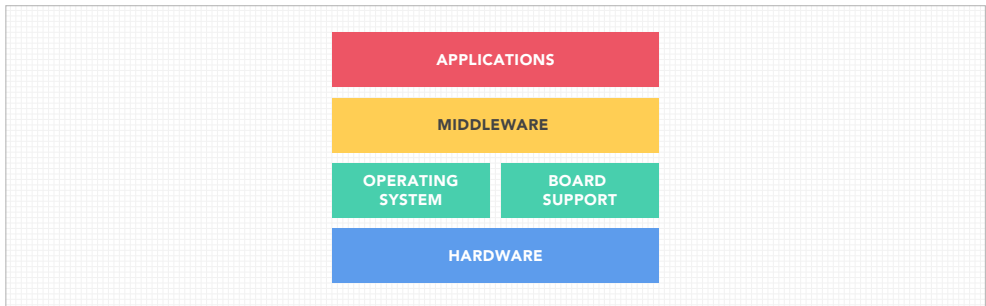 APPLICATIONS
MIDDLEWARE
OPERATING
SYSTEM
BOARD
SUPPORT
HARDWARE